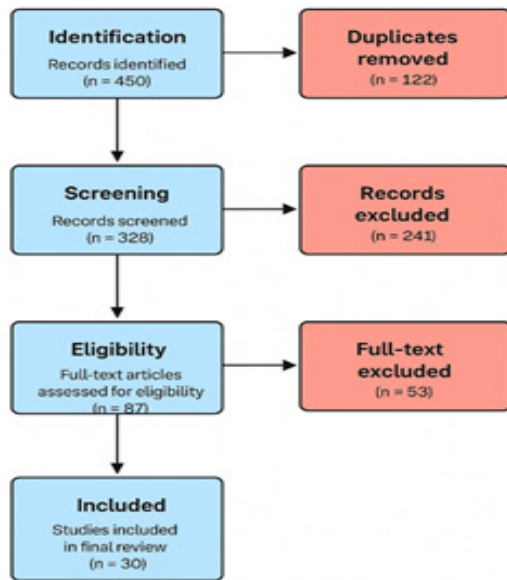 Identification
Records identified
(n = 450)
Duplicates
removed
(n = 122)
Screening
Records screened
(n = 328)
Records
excluded
(n = 241)
Eligibility
Full-text articles
assessed for eligibility
(n = 87)
Full-text
excluded
(n = 53)
Included
Studies included
in final review
(n = 30)